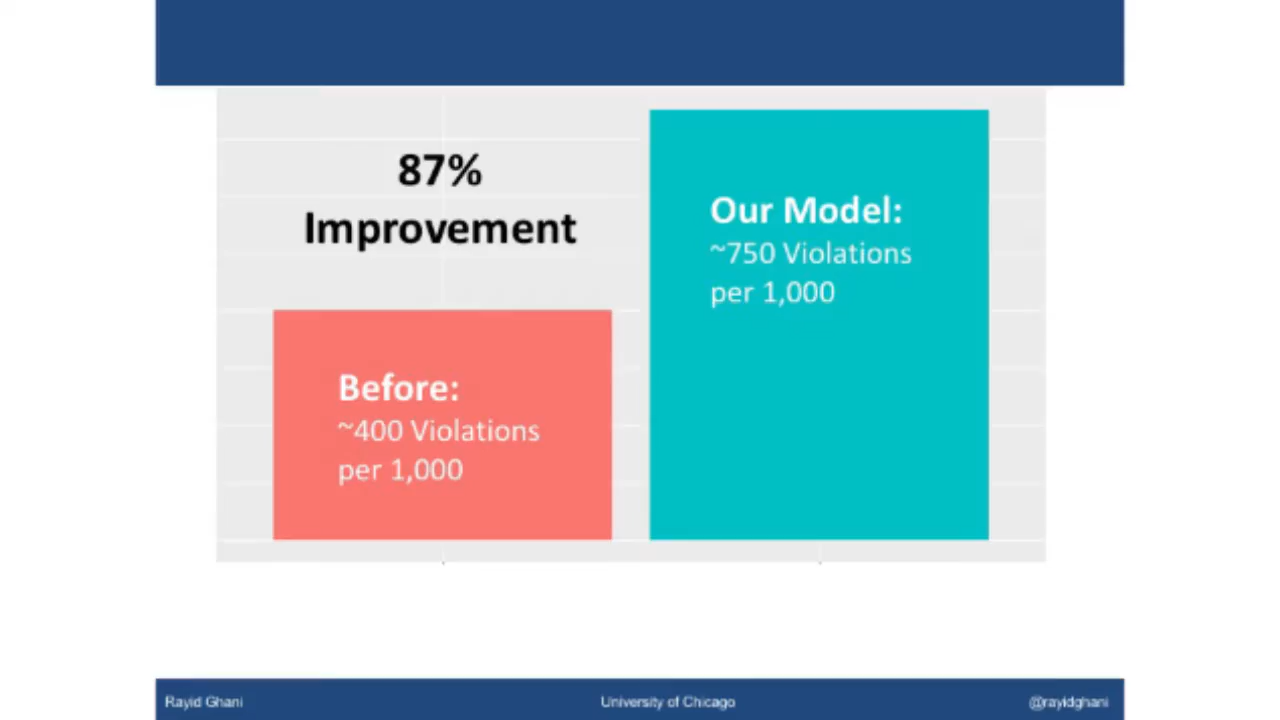 87%
Improvement
Our Model:
~750 Violations
per 1,000
Before:
~400 Violations
per 1,000
Rayid Ghani
University of Chicago
@rayidghani